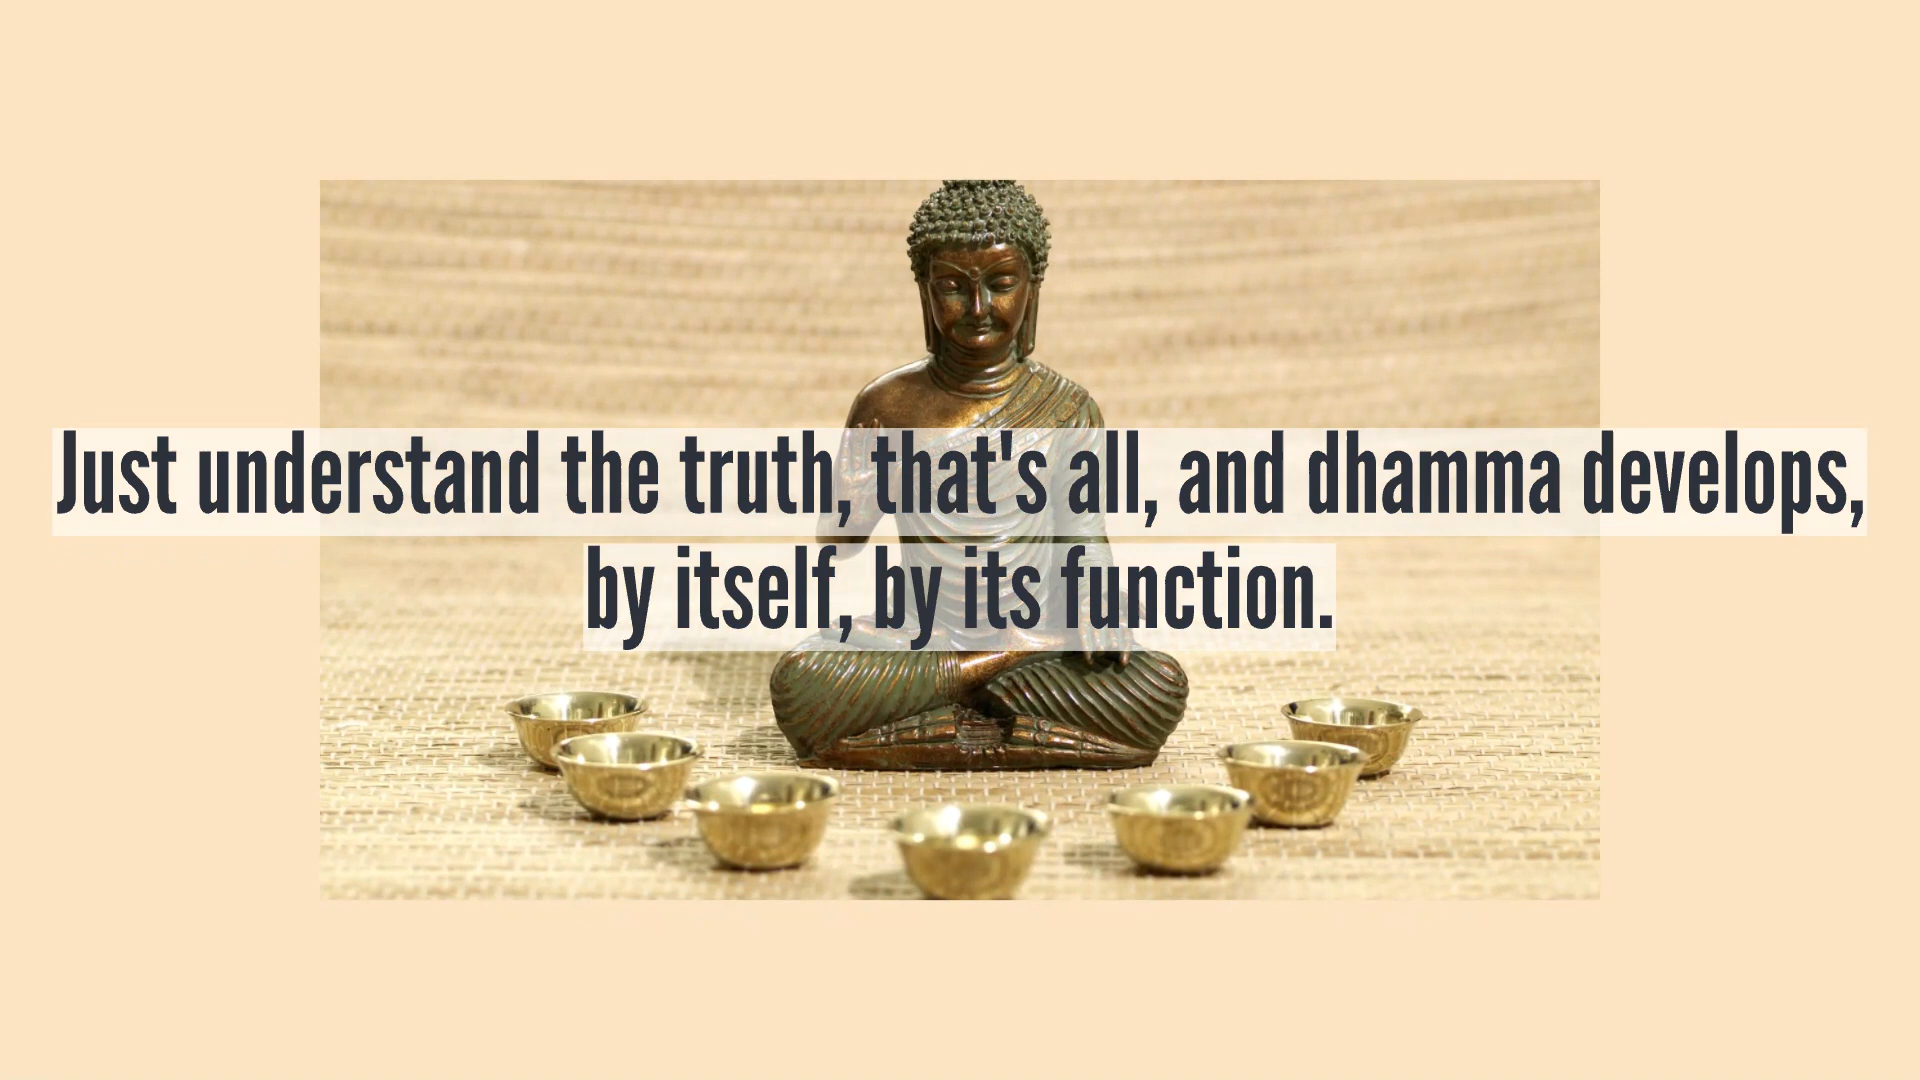 Just understand the truth, that's all, and dhamma develops,
by itself, by its function.